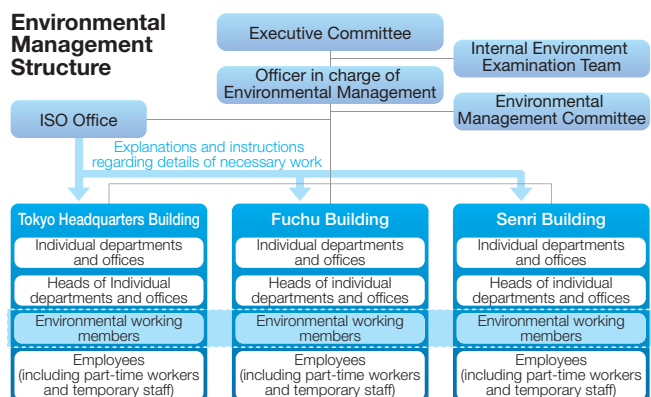 Environmental
Management
Structure
Executive Committee
Internal Environment
Examination Team
Officer in charge of
Environmental Management
Environmental
Management Committee
ISO Office
Explanations and instructions
regarding details of necessary work
Tokyo Headquarters Building
Individual departments
and offices
Heads of Individual
departments and offices
Environmental working
members
Employees
(including part-time workers
and temporary staff)
Fuchu Building
Individual departments
and offices
Heads of individual
departments and offices
Environmental working
members
Employees
(including part-time workers
and temporary staff)
Senri Building
Individual departments
and offices
Heads of individual
departments and offices
Environmental working
members
Employees
(including part-time workers
and temporary staff)